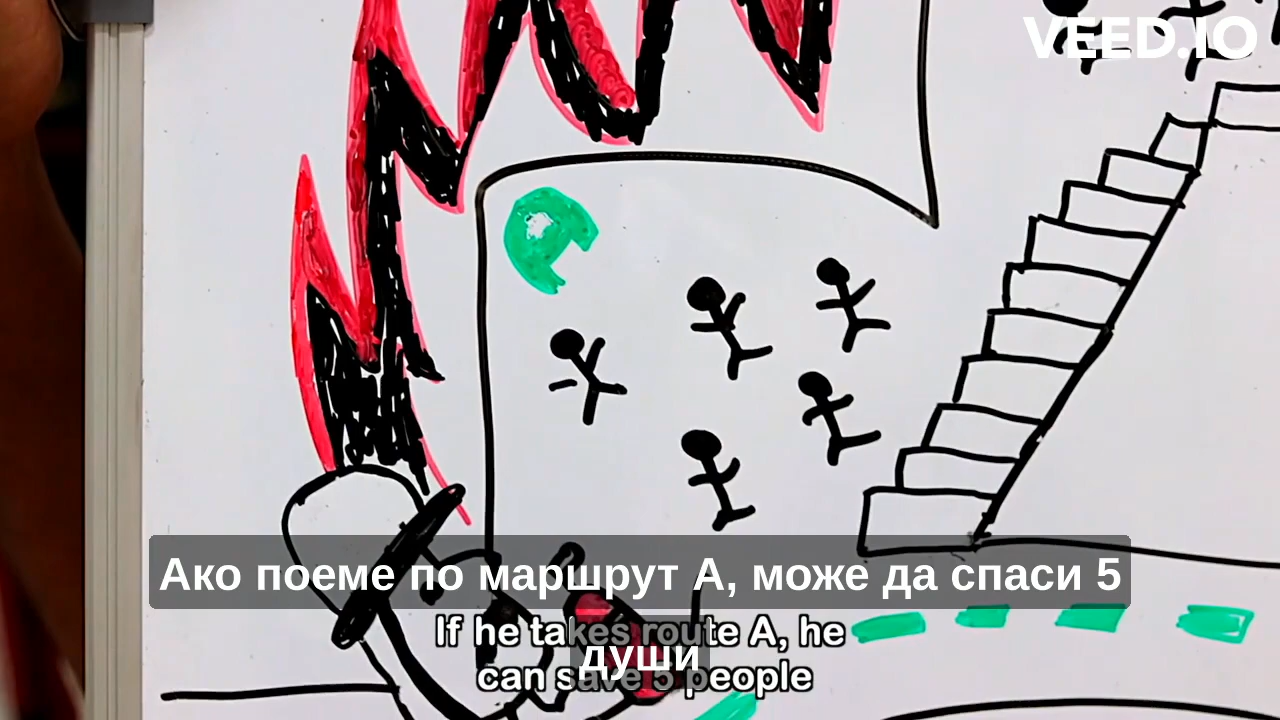 VEED.IO
Ако поеме по маршрут А, може да спаси 5
If he takes route A, he
души
can save 5 people